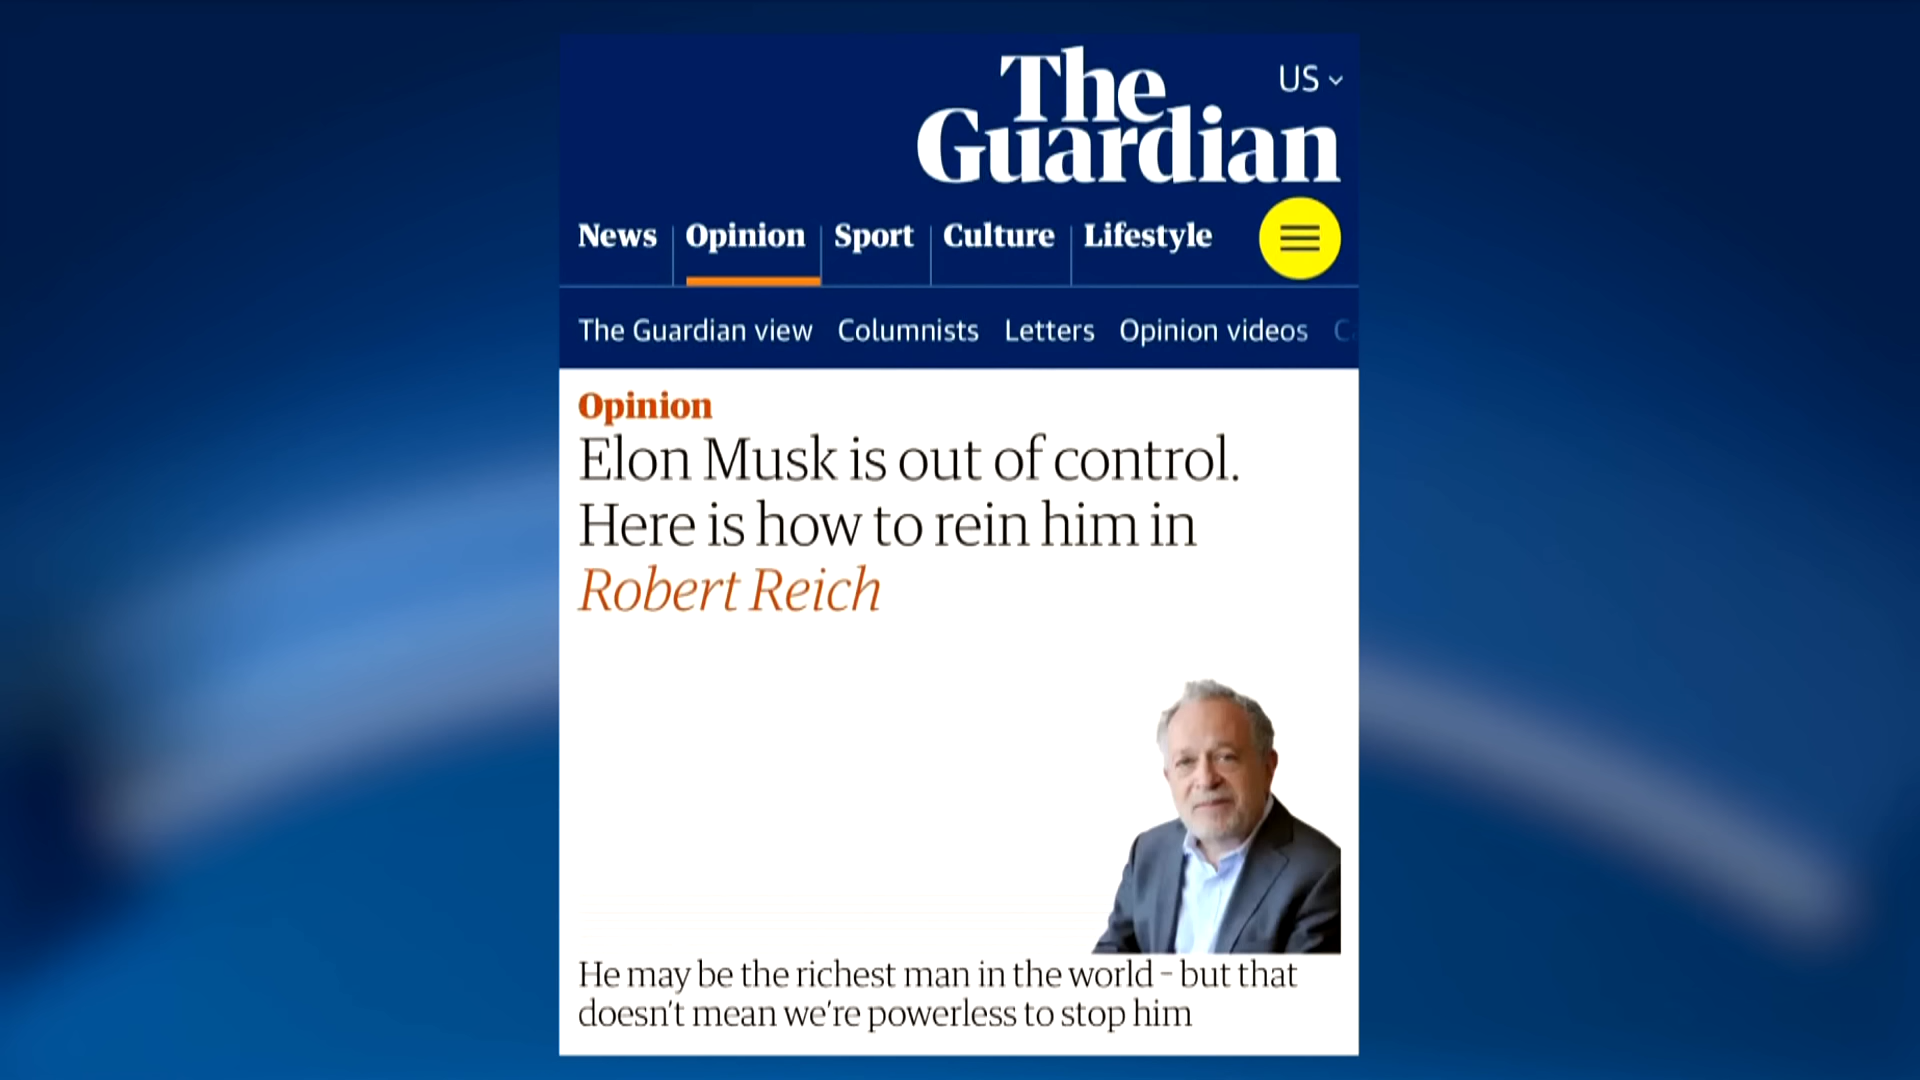 The
Guardian
US
News Opinion Sport Culture Lifestyle
The Guardian view Columnists Letters Opinion videos
Opinion
Elon Musk is out of control.
Here is how to rein him in
Robert Reich
He may be the richest man in the world – but that
doesn't mean we're powerless to stop him